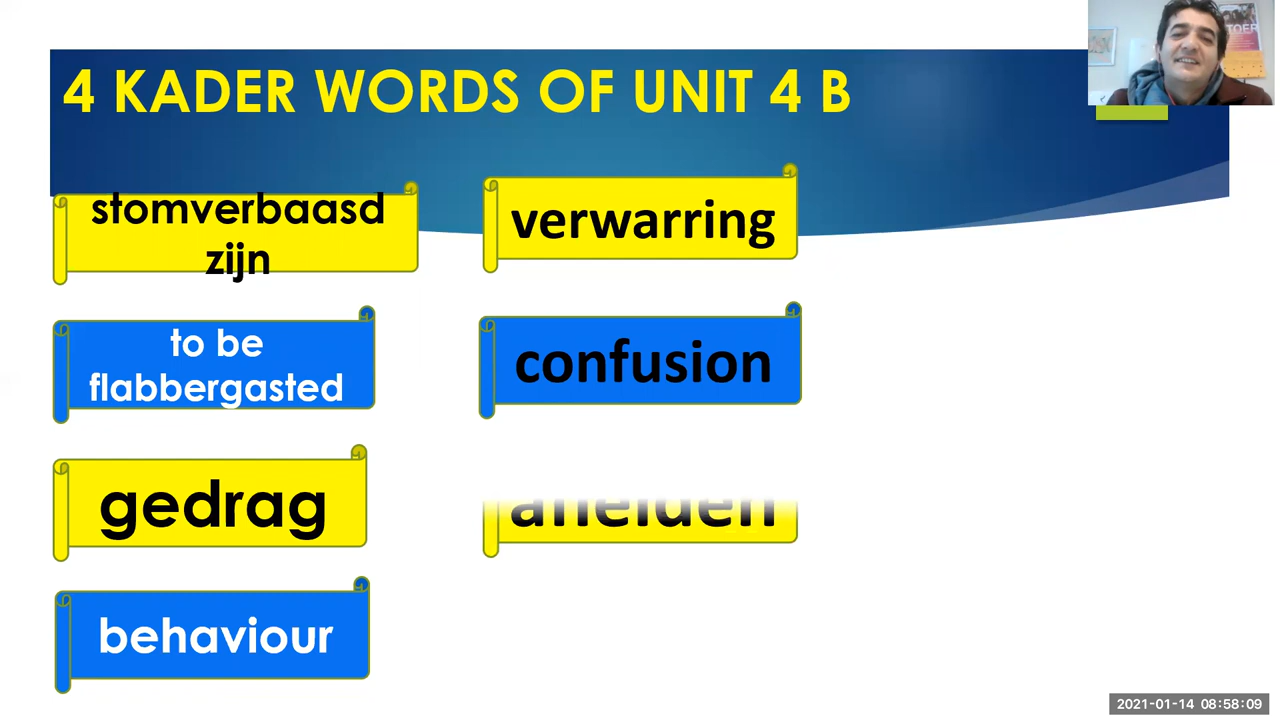 4 KADER WORDS OF UNIT 4 B
stomverbaasd
zijn
to be
flabbergasted
gedrag
behaviour
verwarring
confusion
2021-01-14 08:58:09